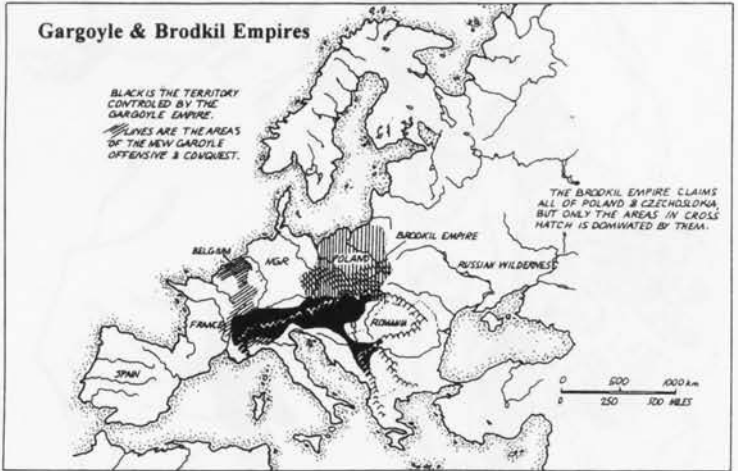 Gargoyle & Brodkil Empires
BLACK IS THE TERRITORY
CONTROLED BY THE
GARGOYLE EMPIRE.
LINES ARE THE AREAS
OF THE NEW GAROYLE
OFFENSIVE & CONQUEST.
THE BRODKIL EMPIRE CLAIMS
ALL OF POLAND & CZECHOSLOKIA,
BUT ONLY THE AREAS IN CROSS
HATCH IS DOMINATED BY THEM.
BRODKIL EMPIRE
BELGIUM
NGR
POLAND
RUSSIAN WILDERNESS
FRANCE
ROMANIA
SPAIN
0 500 1000 km
0 250 500 MILES